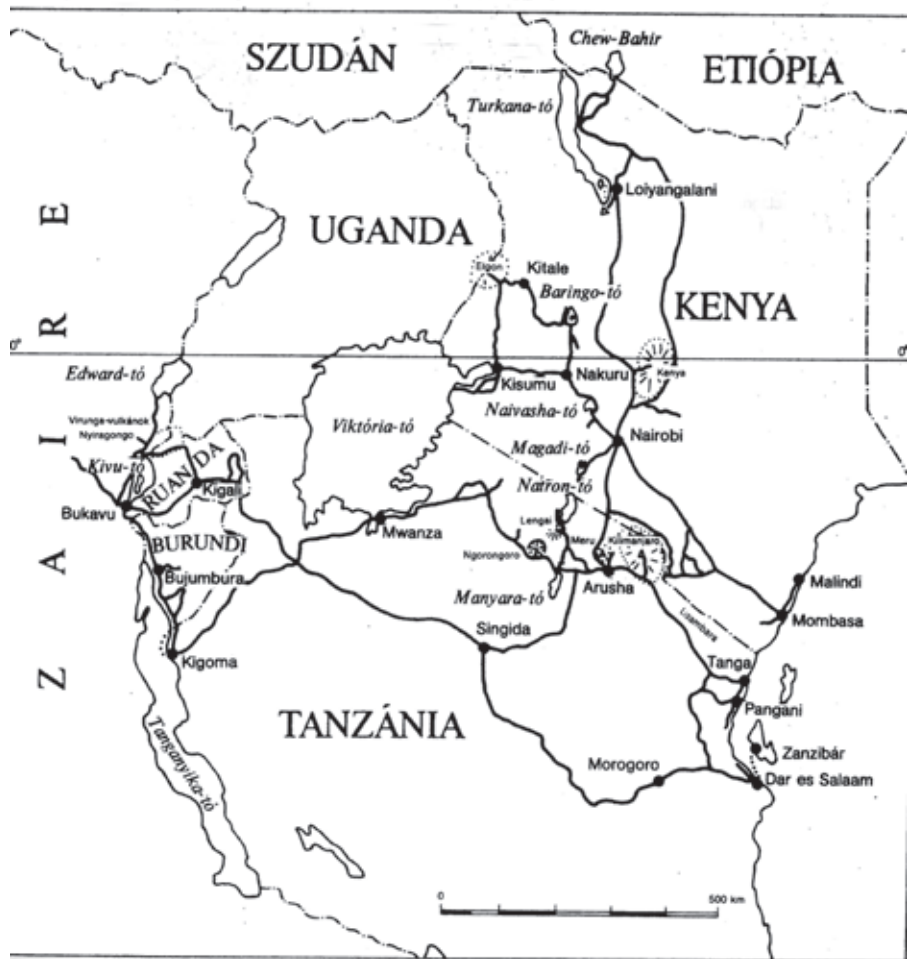 Chew-Bahir
SZUDÁN
ETIÓPIA
Turkana-tó
Loiyangalani
UGANDA
Elgon
Kitale
Baringo-tó
KENYA
ZAIRE
0°
0°
Edward-tó
Kisumu
Nakuru
Kenya
Virunga-vulkánok
Nyiragongo
Viktória-tó
Naivasha-tó
Nairobi
Magadi-tó
Kivu-tó
RUANDA
Kigali
Natron-tó
Bukavu
Mwanza
Lengai
Meru
Kilimanjaro
BURUNDI
Ngorongoro
Bujumbura
Arusha
Malindi
Manyara-tó
Mombasa
Usambara
Singida
Kigoma
Tanga
Pangani
TANZÁNIA
Zanzibár
Tanganyika-tó
Morogoro
Dar es Salaam
0
500 km